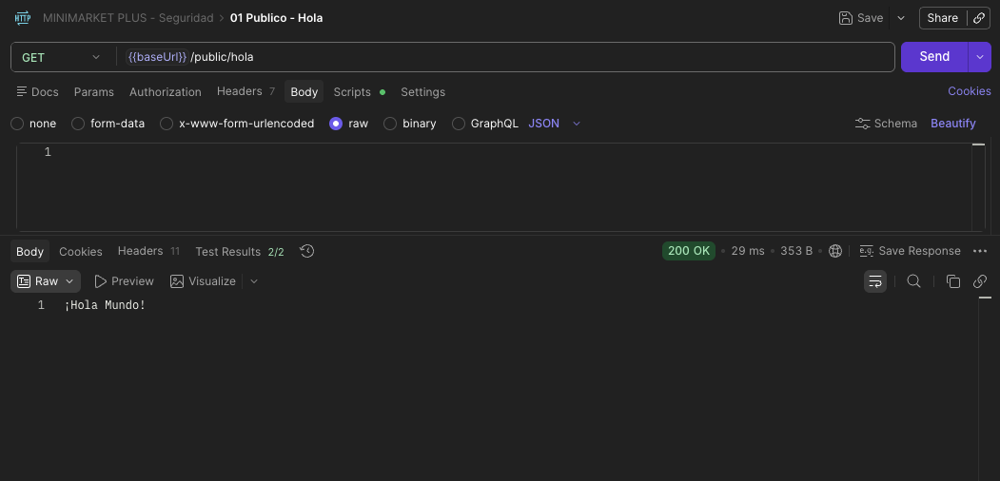 HTTP MINIMARKET PLUS - Seguridad > 01 Publico - Hola Save Share
GET {{baseUrl}} /public/hola Send
Docs Params Authorization Headers 7 Body Scripts Settings Cookies
none form-data x-www-form-urlencoded raw binary GraphQL JSON Schema Beautify
1
Body Cookies Headers 11 Test Results 2/2 200 OK • 29 ms • 353 B • e.g. Save Response
Raw Preview Visualize
1 ¡Hola Mundo!